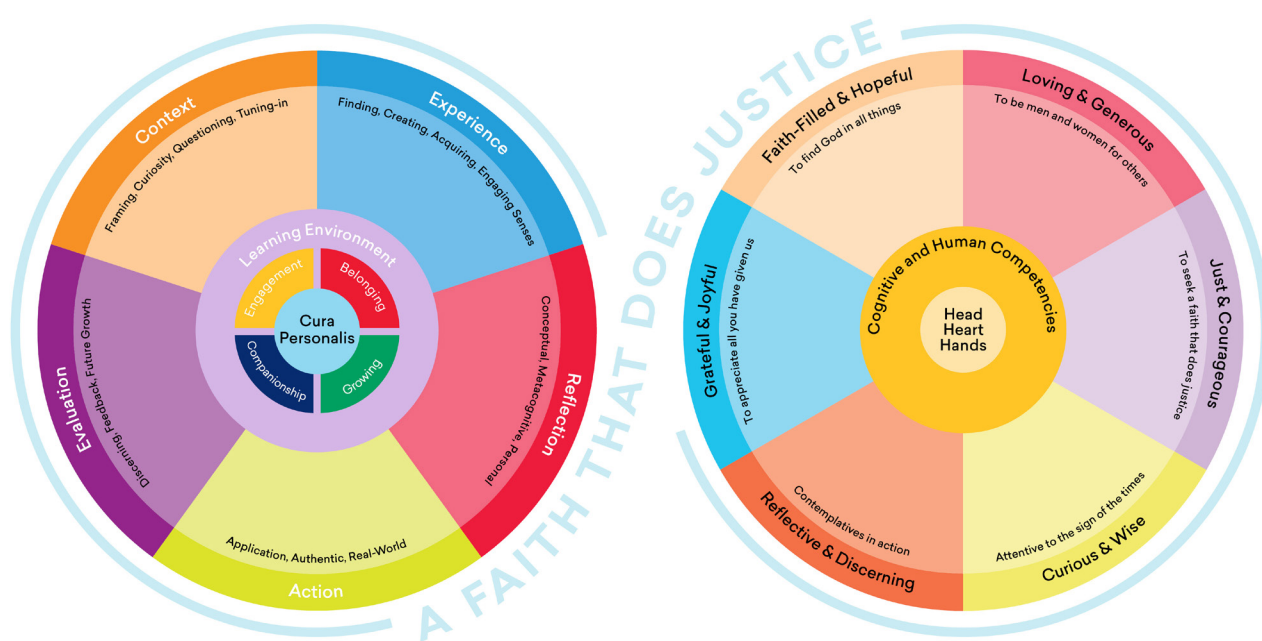 Context
Framing, Curiosity, Questioning, Tuning-in
Experience
Finding, Creating, Acquiring, Engaging Senses
Reflection
Conceptual, Metacognitive, Personal
Action
Application, Authentic, Real-World
Evaluation
Discerning, Feedback, Future Growth
Learning Environment
Engagement
Belonging
Growing
Companionship
Cura
Personalis
A FAITH THAT DOES JUSTICE
Faith-Filled & Hopeful
To find God in all things
Loving & Generous
To be men and women for others
Just & Courageous
To seek a faith that does justice
Curious & Wise
Attentive to the sign of the times
Reflective & Discerning
Contemplatives in action
Grateful & Joyful
To appreciate all you have given us
Cognitive and Human Competencies
Head
Heart
Hands